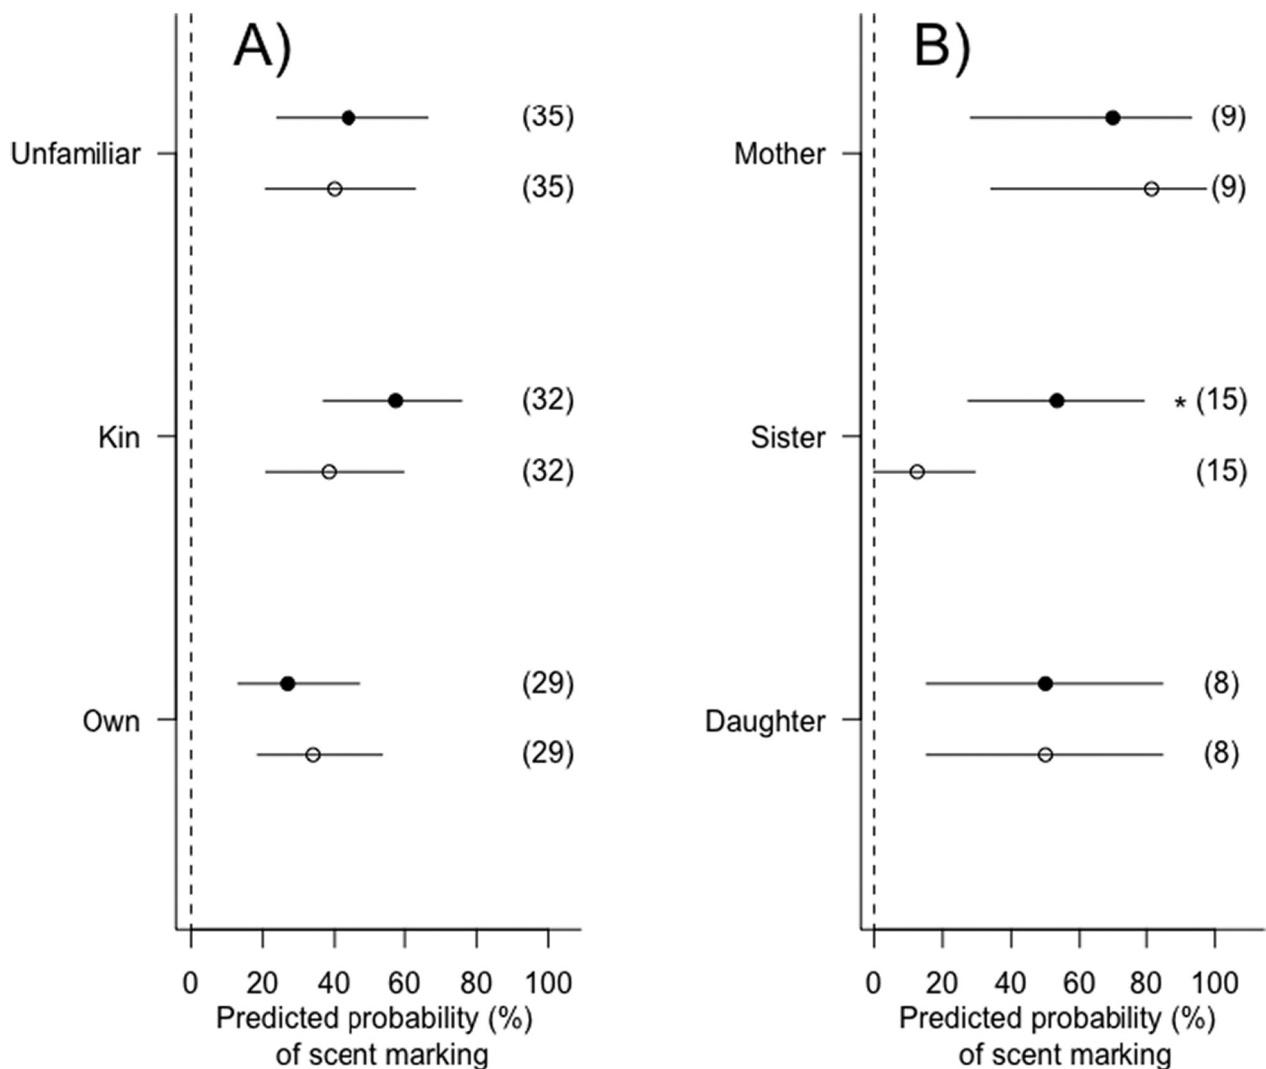 A)
Unfamiliar
(35)
(35)
Kin
(32)
(32)
Own
(29)
(29)
0 20 40 60 80 100
Predicted probability (%)
of scent marking
B)
Mother
(9)
(9)
Sister
* (15)
(15)
Daughter
(8)
(8)
0 20 40 60 80 100
Predicted probability (%)
of scent marking